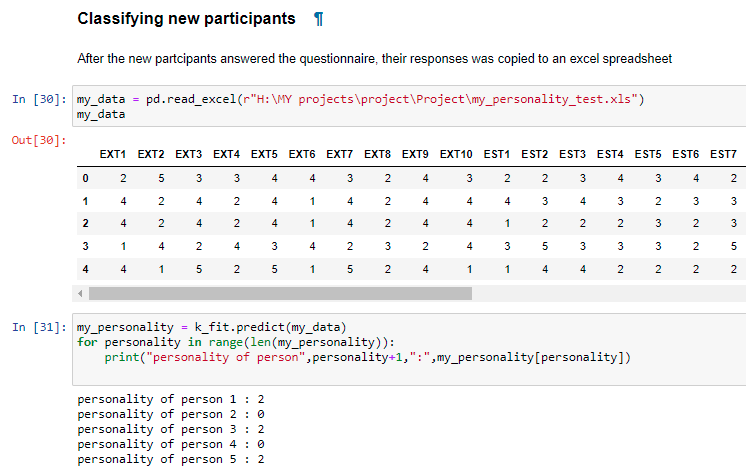 Classifying new participants ¶
After the new partcipants answered the questionnaire, their responses was copied to an excel spreadsheet
In [30]: my_data = pd.read_excel(r"H:\MY projects\project\Project\my_personality_test.xls")
my_data
Out[30]:
EXT1 EXT2 EXT3 EXT4 EXT5 EXT6 EXT7 EXT8 EXT9 EXT10 EST1 EST2 EST3 EST4 EST5 EST6 EST7
0 2 5 3 3 4 4 3 2 4 3 2 2 3 4 3 4 2
1 4 2 4 2 4 1 4 2 4 4 4 3 4 3 2 3 3
2 4 2 4 2 4 1 4 2 4 4 1 2 2 2 3 2 3
3 1 4 2 4 3 4 2 3 2 4 3 5 3 3 3 2 5
4 4 1 5 2 5 1 5 2 4 1 1 4 4 2 2 2 2
In [31]: my_personality = k_fit.predict(my_data)
for personality in range(len(my_personality)):
    print("personality of person",personality+1,":",my_personality[personality])
personality of person 1 : 2
personality of person 2 : 0
personality of person 3 : 2
personality of person 4 : 0
personality of person 5 : 2